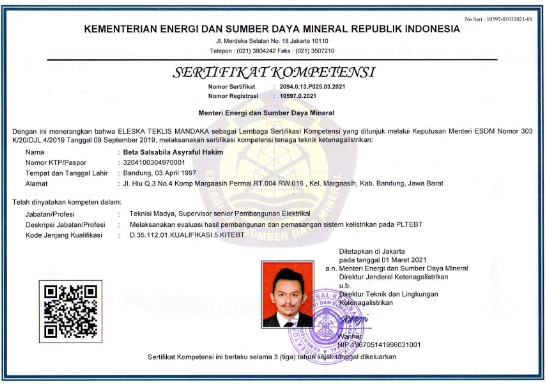 No Seri : 10597-01032021-01
KEMENTERIAN ENERGI DAN SUMBER DAYA MINERAL REPUBLIK INDONESIA
Jl. Merdeka Selatan No. 18 Jakarta 10110
Telepon : (021) 3804242 Faks : (021) 3507210
SERTIFIKAT KOMPETENSI
Nomor Sertifikat : 2094.0.13.P025.03.2021
Nomor Registrasi : 10597.0.2021
Menteri Energi dan Sumber Daya Mineral
Dengan ini menerangkan bahwa ELESKA TEKLIS MANDAKA sebagai Lembaga Sertifikasi Kompetensi yang ditunjuk melalui Keputusan Menteri ESDM Nomor 303
K/20/DJL.4/2019 Tanggal 09 September 2019, melaksanakan sertifikasi kompetensi tenaga teknik ketenagalistrikan:
Nama : Beta Salsabila Asyraful Hakim
Nomor KTP/Paspor : 3204100304970001
Tempat dan Tanggal Lahir : Bandung, 03 April 1997
Alamat : Jl. Hiu Q.3 No.4 Komp Margaasih Permai RT.004 RW.016 , Kel. Margaasih, Kab. Bandung, Jawa Barat
Telah dinyatakan kompeten dalam:
Jabatan/Profesi : Teknisi Madya, Supervisor senior Pembangunan Elektrikal
Deskripsi Jabatan/Profesi : Melaksanakan evaluasi hasil pembangunan dan pemasangan sistem kelistrikan pada PLTEBT
Kode Jenjang Kualifikasi : D.35.112.01.KUALIFIKASI.5.KITEBT
Ditetapkan di Jakarta
pada tanggal 01 Maret 2021
a.n. Menteri Energi dan Sumber Daya Mineral
Direktur Jenderal Ketenagalistrikan
u.b.
Direktur Teknik dan Lingkungan
Ketenagalistrikan
Wanhar
NIP.196705141996031001
Sertifikat Kompetensi ini berlaku selama 3 (tiga) tahun sejak tanggal dikeluarkan